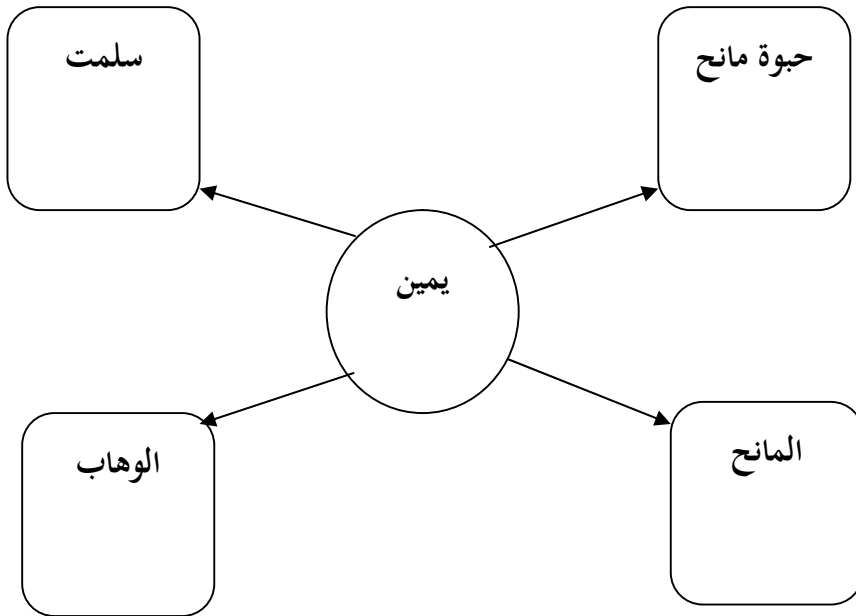 حبوة مانح
سلمت
يمين
المانح
الوهاب